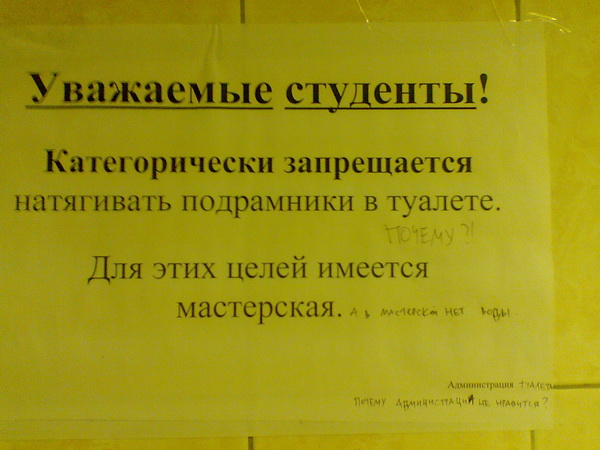 Уважаемые студенты!
Категорически запрещается
натягивать подрамники в туалете.
ПОЧЕМУ?!
Для этих целей имеется
мастерская. А в мастерской нет воды.
Администрация туалета
ПОЧЕМУ АДМИНИСТРАЦИИ НЕ НРАВИТСЯ?